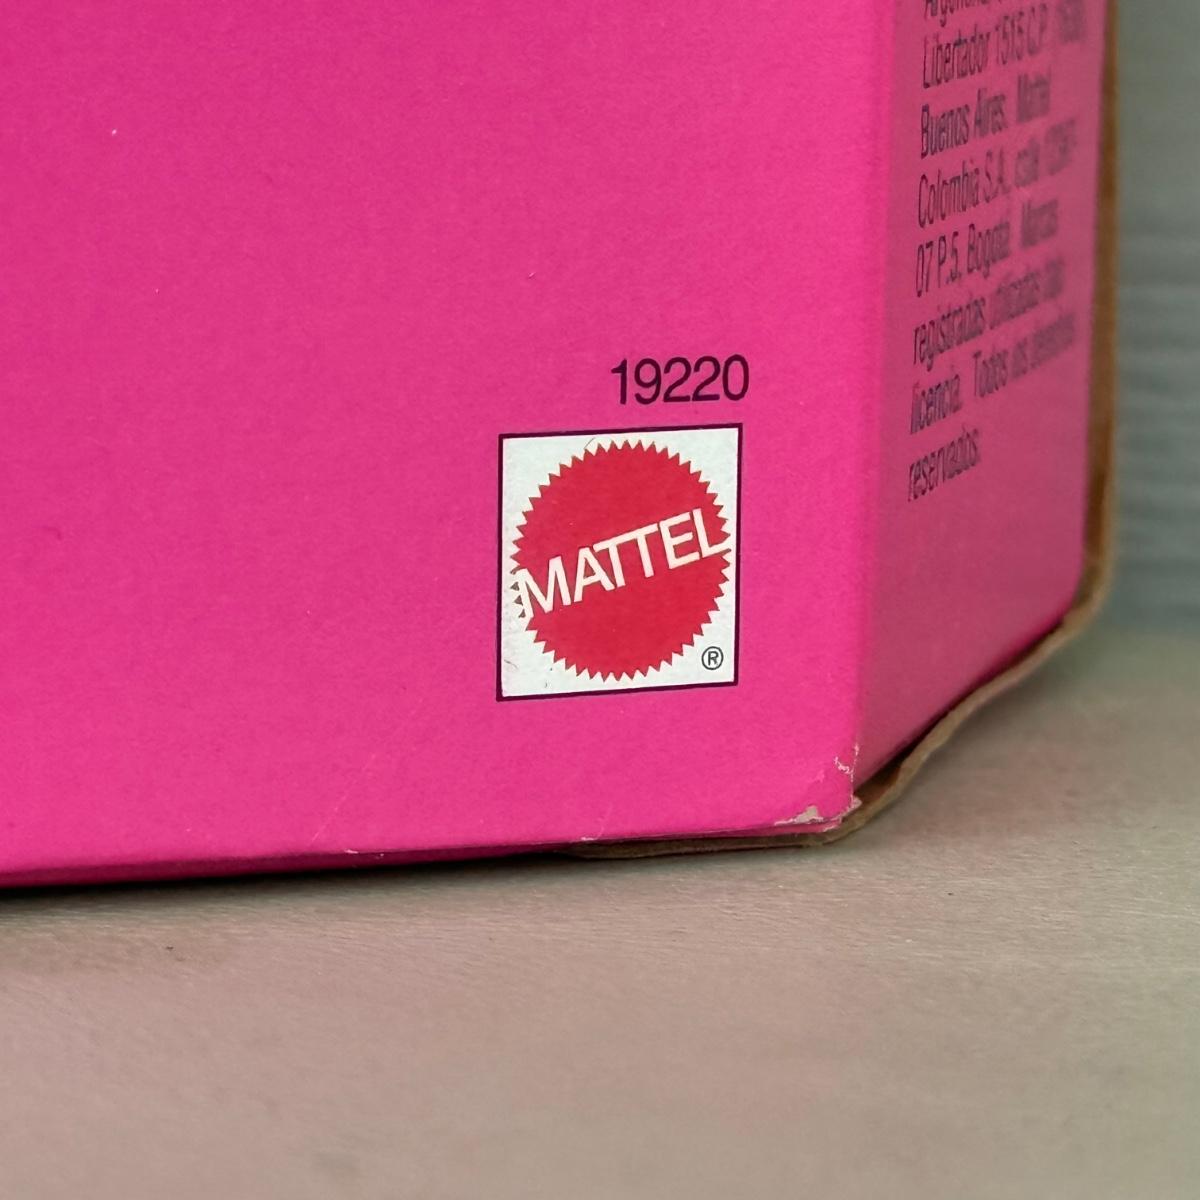 19220
MATTEL
®
Libertador 1515 C.P.
Buenos Aires. Mattel
Colombia S.A., calle
07 P.5, Bogotá. Marcas
registradas utilizadas bajo
licencia. Todos los derechos
reservados.